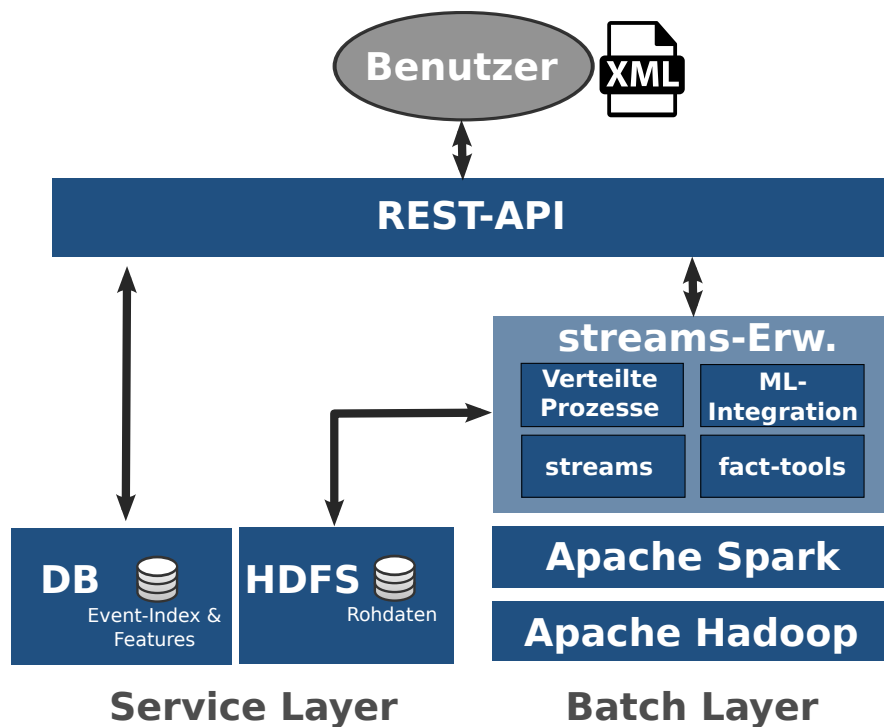 Benutzer
XML
REST-API
streams-Erw.
Verteilte
Prozesse
ML-
Integration
streams
fact-tools
DB
Event-Index &
Features
HDFS
Rohdaten
Apache Spark
Apache Hadoop
Service Layer
Batch Layer